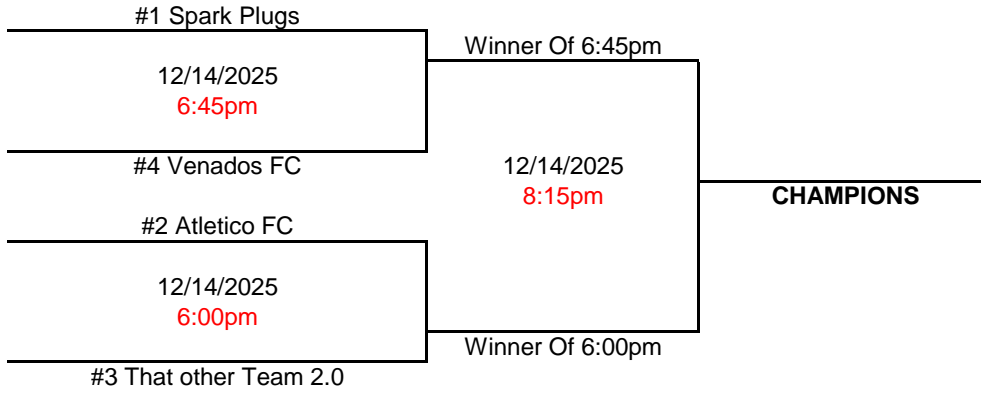 #1 Spark Plugs
Winner Of 6:45pm
12/14/2025
6:45pm
#4 Venados FC
12/14/2025
8:15pm
CHAMPIONS
#2 Atletico FC
12/14/2025
6:00pm
Winner Of 6:00pm
#3 That other Team 2.0